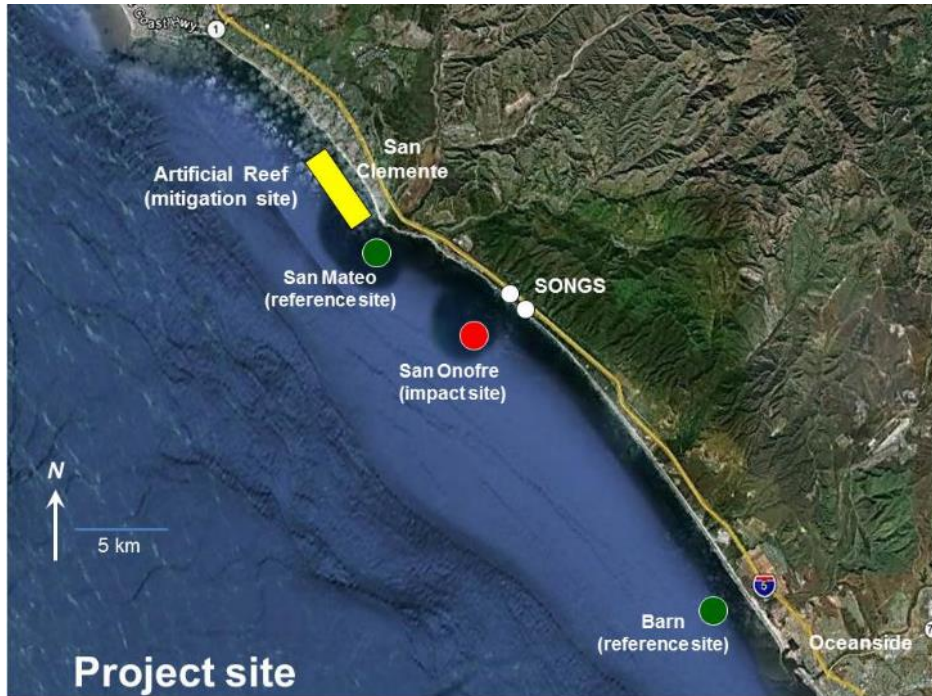 Coast Hwy
1
San
Clemente
Artificial Reef
(mitigation site)
San Mateo
(reference site)
SONGS
San Onofre
(impact site)
N
5 km
5
Barn
(reference site)
7
Oceanside
Project site